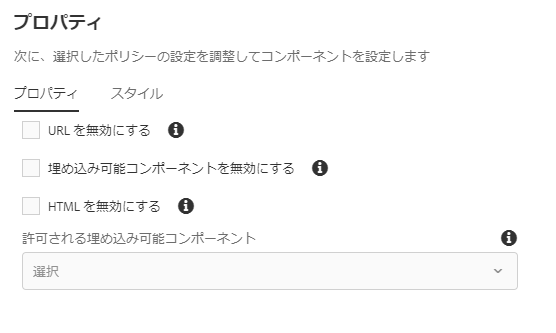 プロパティ
次に、選択したポリシーの設定を調整してコンポーネントを設定します
プロパティ スタイル
URL を無効にする
埋め込み可能コンポーネントを無効にする
HTML を無効にする
許可される埋め込み可能コンポーネント
選択